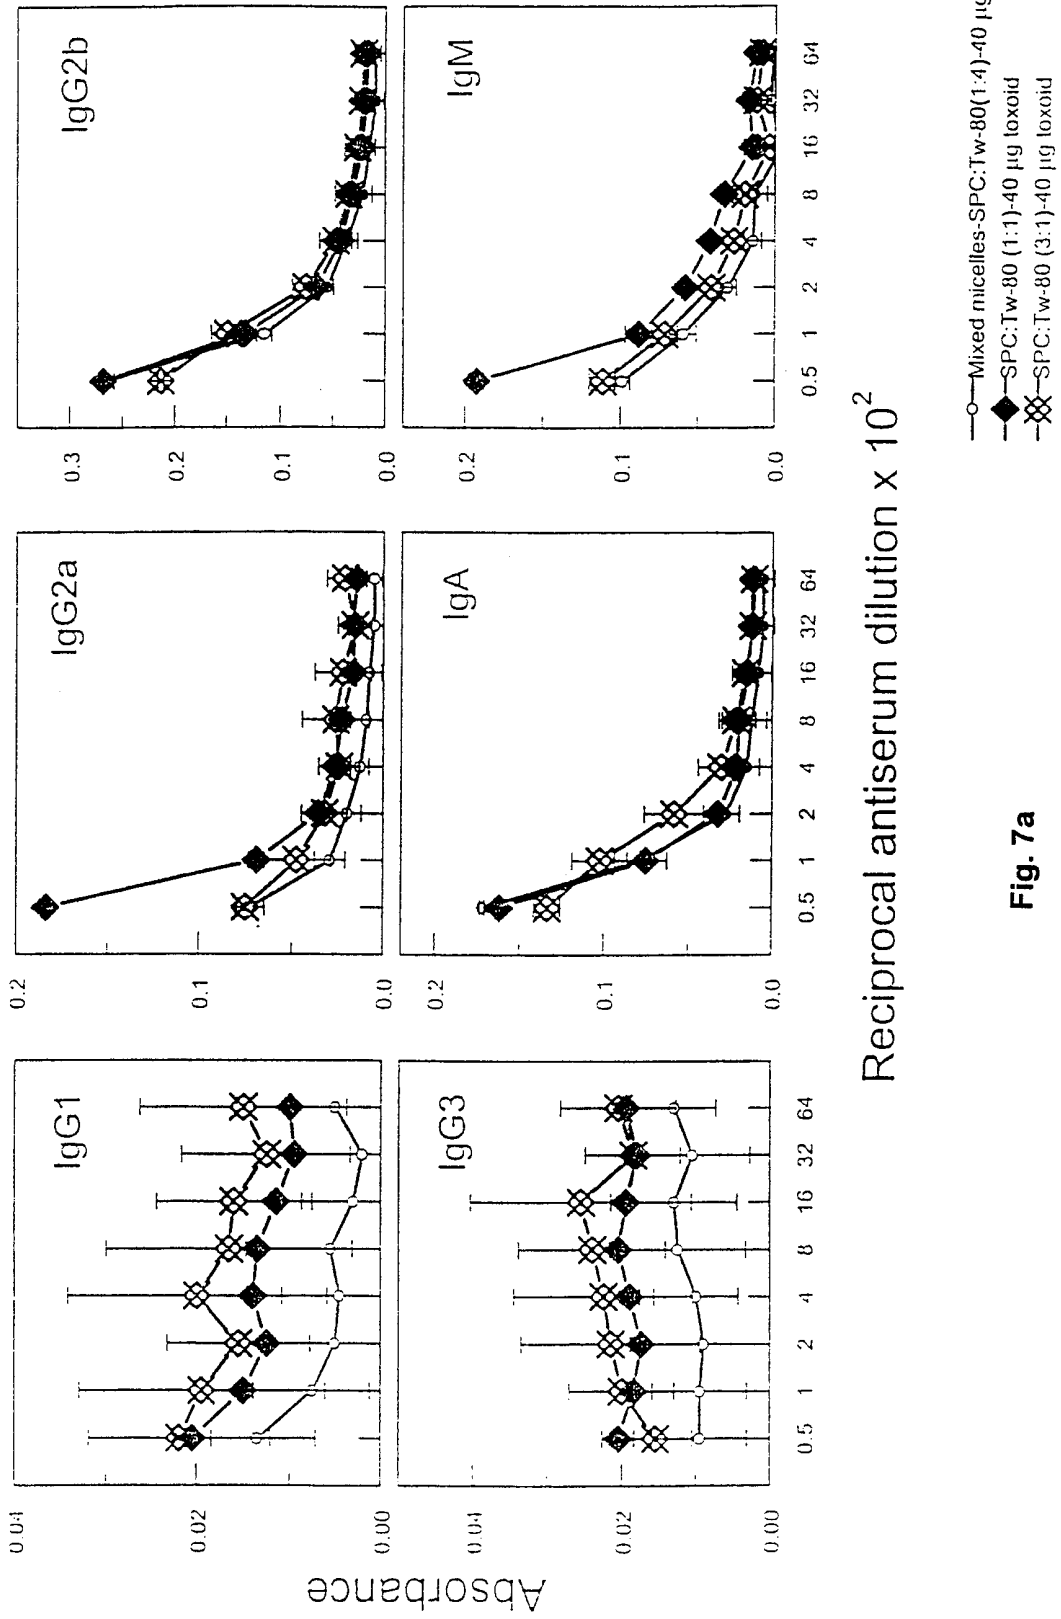 IgG1
IgG2a
IgG2b
0.04
0.02
0.00
0.2
0.1
0.0
0.3
0.2
0.1
0.0
IgG3
IgA
IgM
0.04
0.02
0.00
0.2
0.1
0.0
0.1
0.0
0.5 1 2 4 8 16 32 64
0.5 1 2 4 8 16 32 64
0.5 1 2 4 8 16 32 64
Absorbance
Reciprocal antiserum dilution x 10²
Mixed micelles-SPC:Tw-80(1:4)-40 µg
SPC:Tw-80 (1:1)-40 µg toxoid
SPC:Tw-80 (3:1)-40 µg toxoid
Fig. 7a